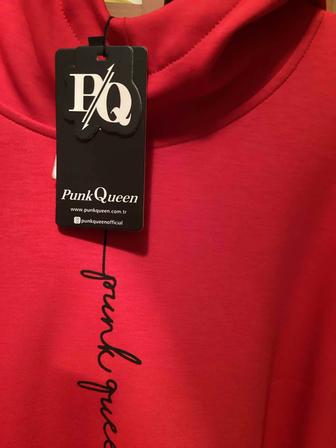 P/Q
PunkQueen
www.punkqueen.com.tr
punkqueenofficial
punk quee